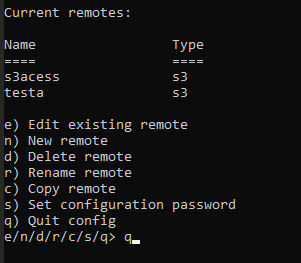 Current remotes:
Name                 Type
====                 ====
s3acess              s3
testa                s3
e) Edit existing remote
n) New remote
d) Delete remote
r) Rename remote
c) Copy remote
s) Set configuration password
q) Quit config
e/n/d/r/c/s/q> q